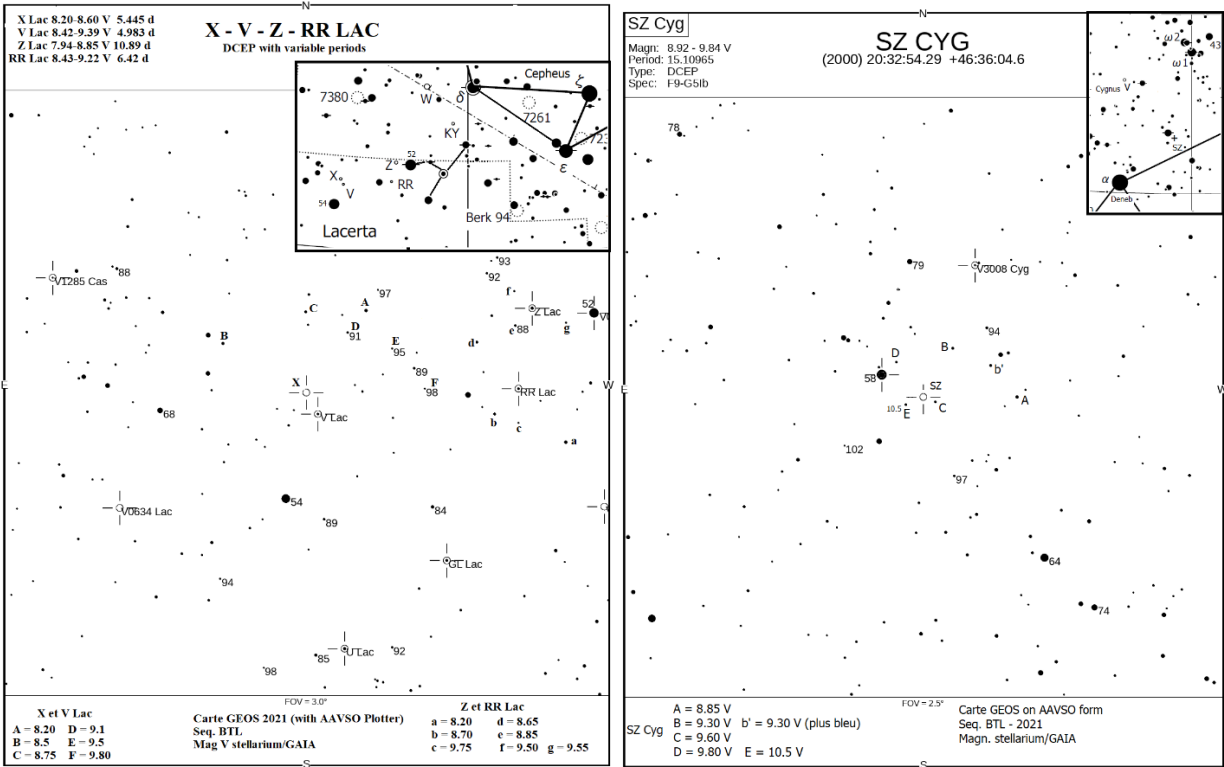 N
X Lac 8.20-8.60 V 5.445 d
V Lac 8.42-9.39 V 4.983 d
Z Lac 7.94-8.85 V 10.89 d
RR Lac 8.43-9.22 V 6.42 d
X - V - Z - RR LAC
DCEP with variable periods
Cepheus
ζ
7380
α
W
δ
7261
KY
723
ε
52
Z
X
V
RR
54
Berk 94
Lacerta
93
88
92
V1285 Cas
97
f
A
C
Z Lac
52
V
D
91
88
e
g
B
E
95
d
89
X
F
98
RR Lac
E
W
68
V Lac
b
c
a
54
V0634 Lac
84
89
GL Lac
94
U Lac
92
85
98
FOV = 3.0°
X et V Lac
A = 8.20 D = 9.1
B = 8.5 E = 9.5
C = 8.75 F = 9.80
Carte GEOS 2021 (with AAVSO Plotter)
Seq. BTL
Mag V stellarium/GAIA
Z et RR Lac
a = 8.20 d = 8.65
b = 8.70 e = 8.85
c = 9.75 f = 9.50 g = 9.55
S
N
SZ Cyg
Magn: 8.92 - 9.84 V
Period: 15.10965
Type: DCEP
Spec: F9-G5Ib
SZ CYG
(2000) 20:32:54.29 +46:36:04.6
ω2
43
ω1
Cygnus V
SZ
α
Deneb
78
79
V3008 Cyg
94
B
D
b'
58
SZ
E
W
10.5
E
C
A
102
97
64
74
FOV = 2.5°
SZ Cyg
A = 8.85 V
B = 9.30 V b' = 9.30 V (plus bleu)
C = 9.60 V
D = 9.80 V E = 10.5 V
Carte GEOS on AAVSO form
Seq. BTL - 2021
Magn. stellarium/GAIA
S